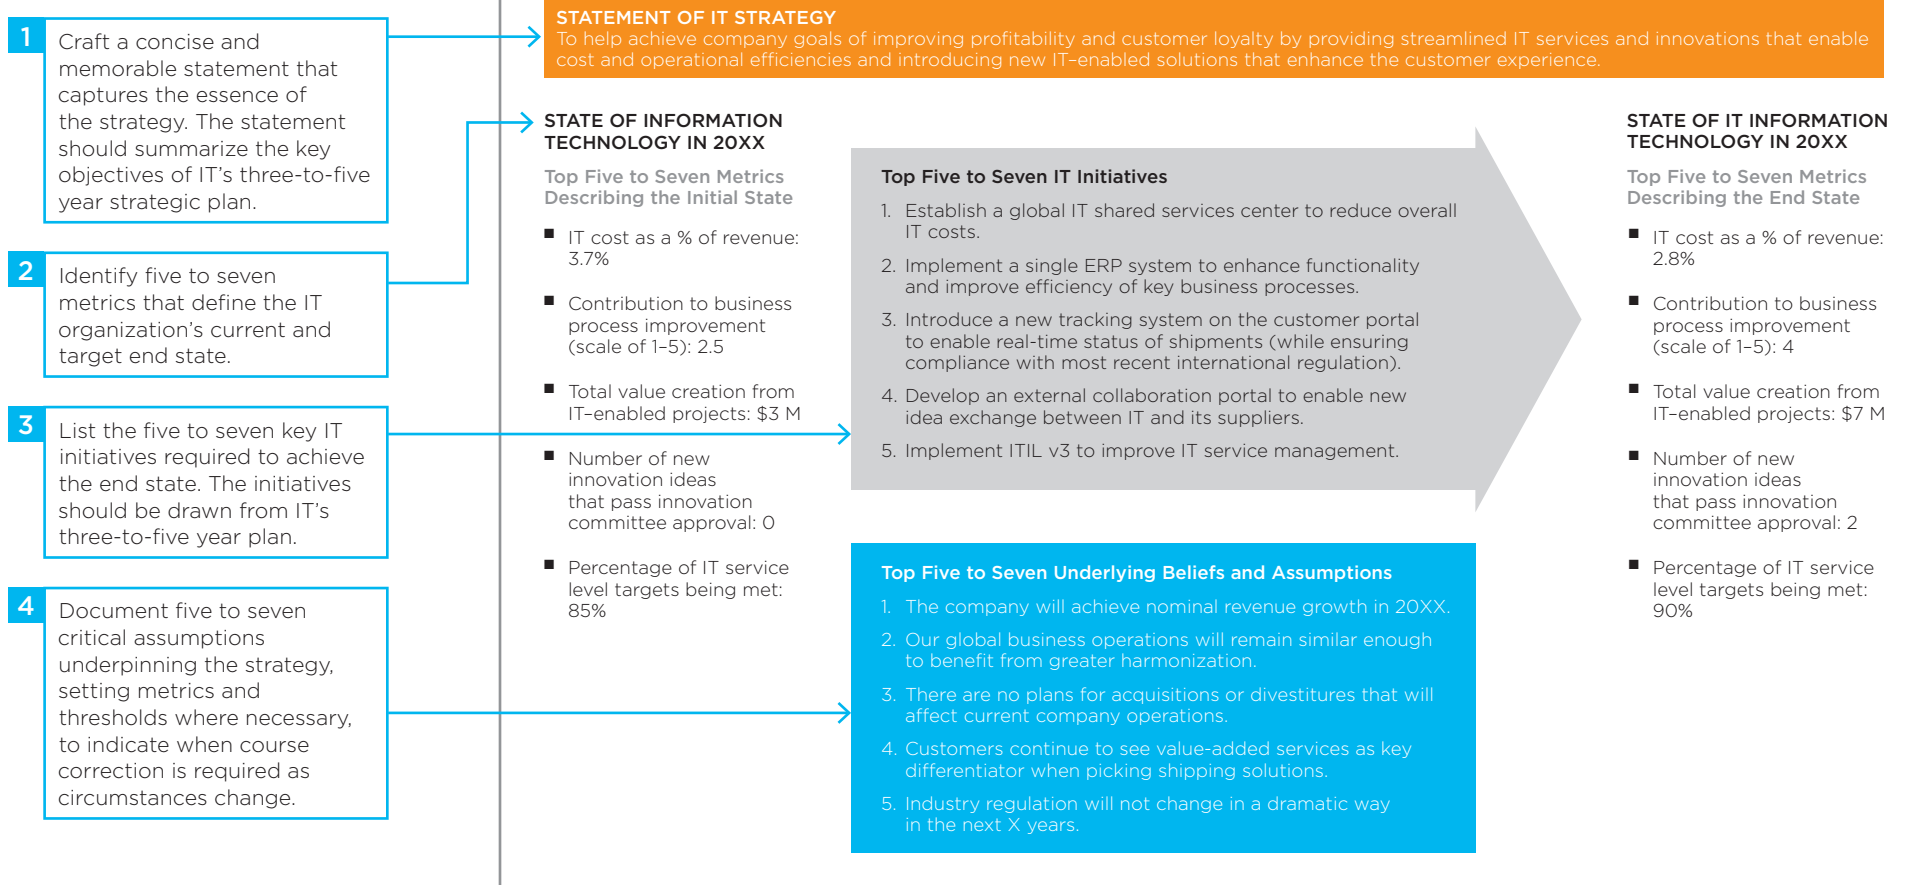 1
Craft a concise and
memorable statement that
captures the essence of
the strategy. The statement
should summarize the key
objectives of IT’s three-to-five
year strategic plan.
2
Identify five to seven
metrics that define the IT
organization’s current and
target end state.
3
List the five to seven key IT
initiatives required to achieve
the end state. The initiatives
should be drawn from IT’s
three-to-five year plan.
4
Document five to seven
critical assumptions
underpinning the strategy,
setting metrics and
thresholds where necessary,
to indicate when course
correction is required as
circumstances change.
STATEMENT OF IT STRATEGY
To help achieve company goals of improving profitability and customer loyalty by providing streamlined IT services and innovations that enable
cost and operational efficiencies and introducing new IT–enabled solutions that enhance the customer experience.
STATE OF INFORMATION
TECHNOLOGY IN 20XX
Top Five to Seven Metrics
Describing the Initial State
■ IT cost as a % of revenue:
3.7%
■ Contribution to business
process improvement
(scale of 1–5): 2.5
■ Total value creation from
IT–enabled projects: $3 M
■ Number of new
innovation ideas
that pass innovation
committee approval: 0
■ Percentage of IT service
level targets being met:
85%
Top Five to Seven IT Initiatives
1. Establish a global IT shared services center to reduce overall
IT costs.
2. Implement a single ERP system to enhance functionality
and improve efficiency of key business processes.
3. Introduce a new tracking system on the customer portal
to enable real-time status of shipments (while ensuring
compliance with most recent international regulation).
4. Develop an external collaboration portal to enable new
idea exchange between IT and its suppliers.
5. Implement ITIL v3 to improve IT service management.
Top Five to Seven Underlying Beliefs and Assumptions
1. The company will achieve nominal revenue growth in 20XX.
2. Our global business operations will remain similar enough
to benefit from greater harmonization.
3. There are no plans for acquisitions or divestitures that will
affect current company operations.
4. Customers continue to see value-added services as key
differentiator when picking shipping solutions.
5. Industry regulation will not change in a dramatic way
in the next X years.
STATE OF IT INFORMATION
TECHNOLOGY IN 20XX
Top Five to Seven Metrics
Describing the End State
■ IT cost as a % of revenue:
2.8%
■ Contribution to business
process improvement
(scale of 1–5): 4
■ Total value creation from
IT–enabled projects: $7 M
■ Number of new
innovation ideas
that pass innovation
committee approval: 2
■ Percentage of IT service
level targets being met:
90%